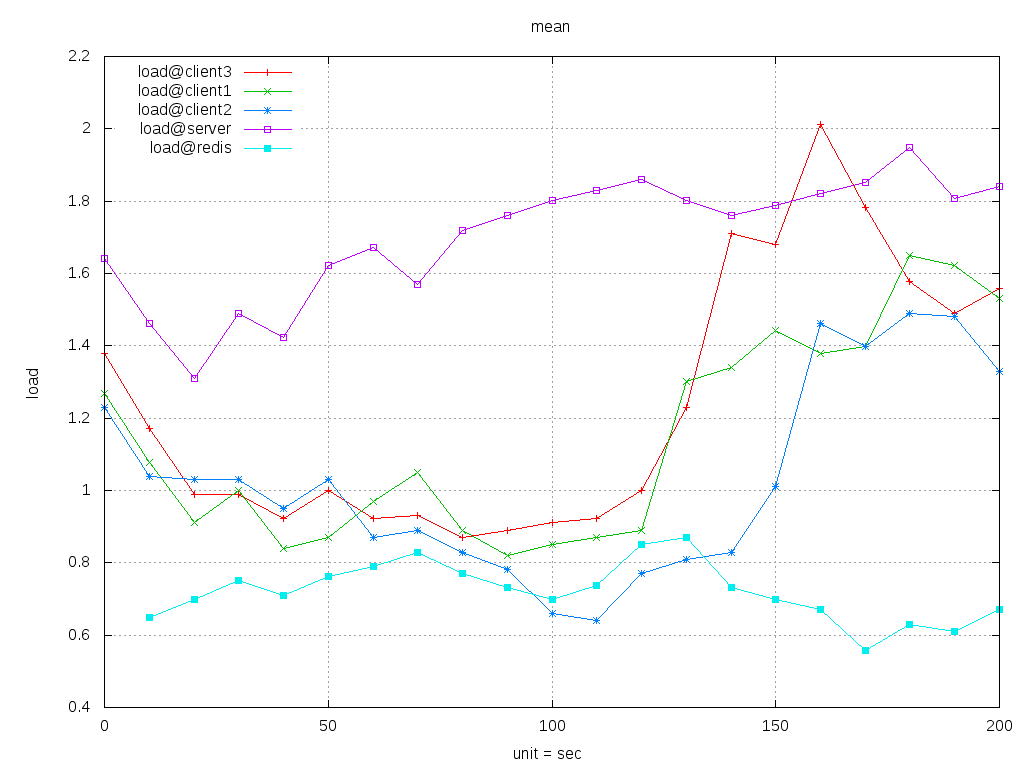 mean
load@client3
load@client1
load@client2
load@server
load@redis
2.2
2
1.8
1.6
1.4
1.2
1
0.8
0.6
0.4
load
0 50 100 150 200
unit = sec